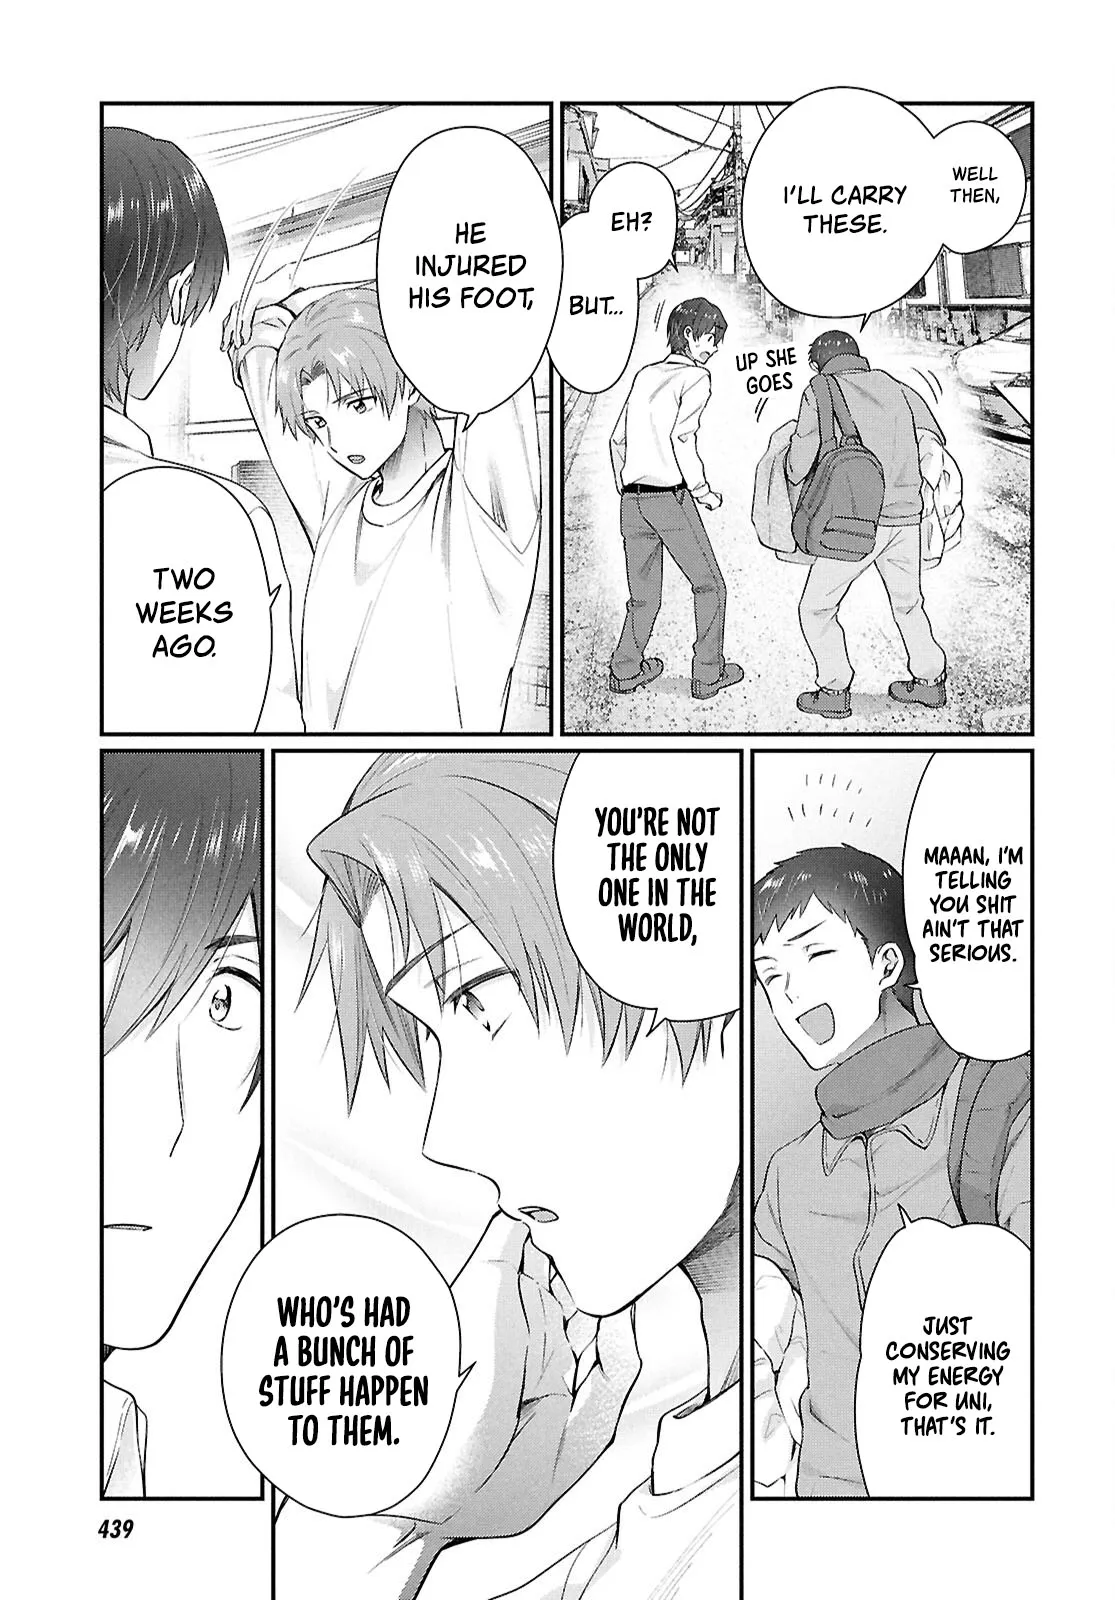 WELL
THEN,
I'LL CARRY
THESE.
EH?
BUT...
UP SHE
GOES
HE
INJURED
HIS FOOT,
TWO
WEEKS
AGO.
MAAAN, I'M
TELLING
YOU SHIT
AIN'T THAT
SERIOUS.
JUST
CONSERVING
MY ENERGY
FOR UNI,
THAT'S IT.
YOU'RE NOT
THE ONLY
ONE IN THE
WORLD,
WHO'S HAD
A BUNCH OF
STUFF HAPPEN
TO THEM.
439